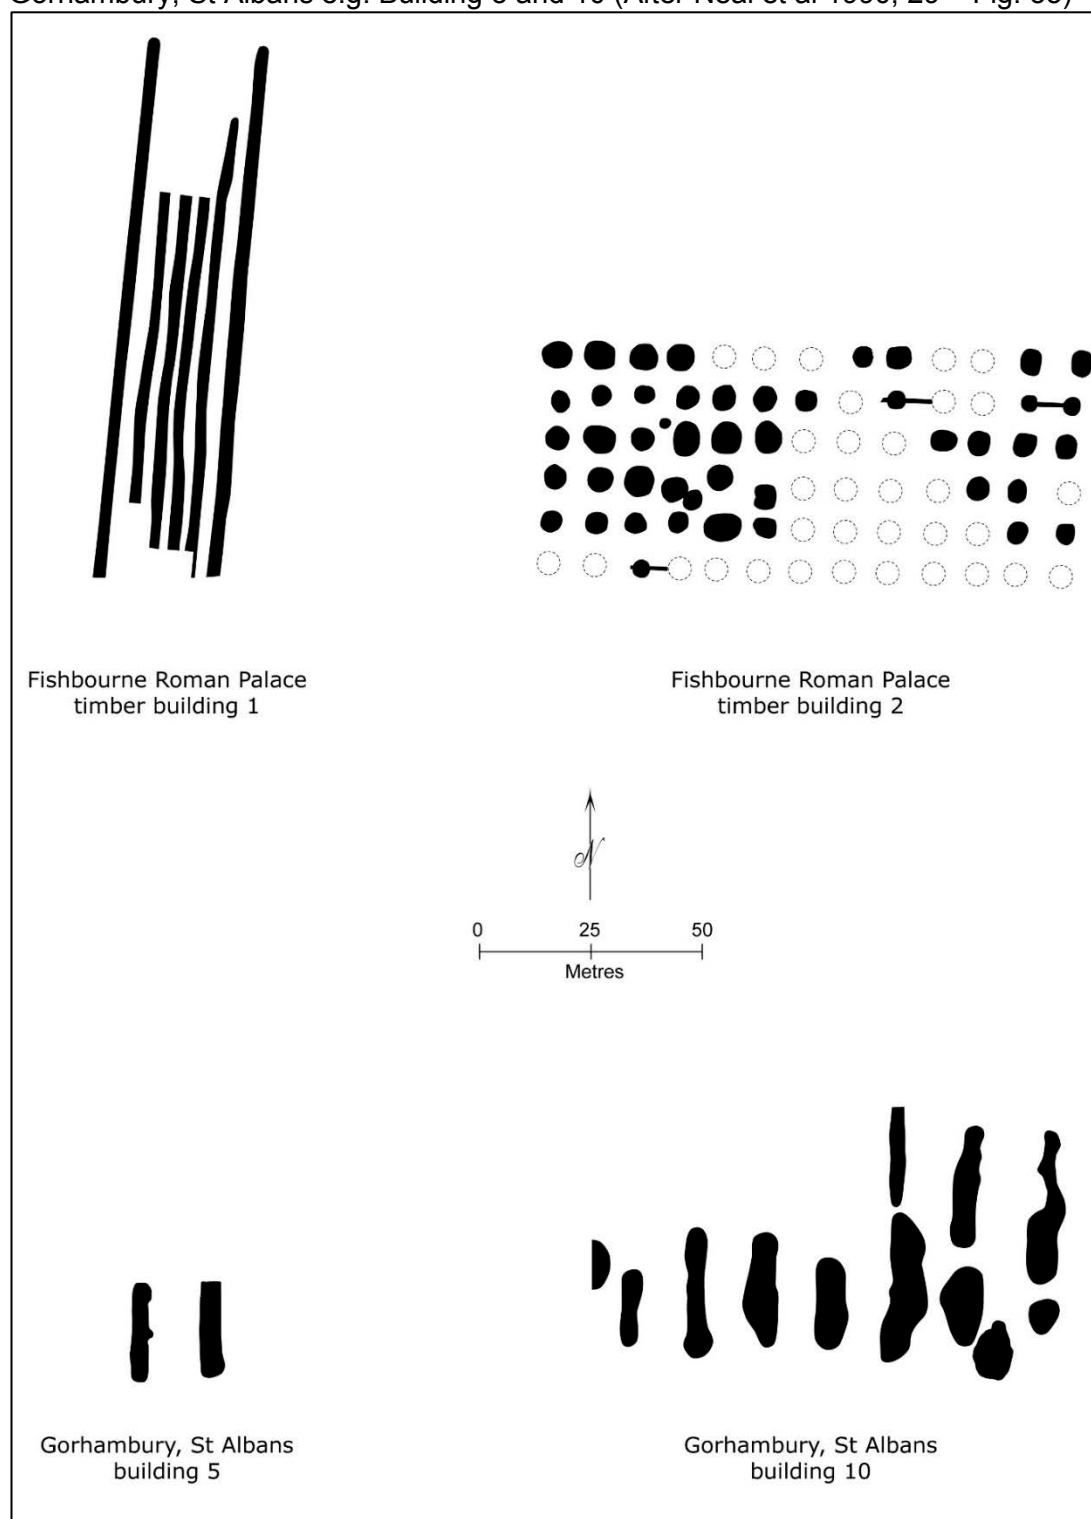 Fishbourne Roman Palace
timber building 1
Fishbourne Roman Palace
timber building 2
N
0 25 50
Metres
Gorhambury, St Albans
building 5
Gorhambury, St Albans
building 10